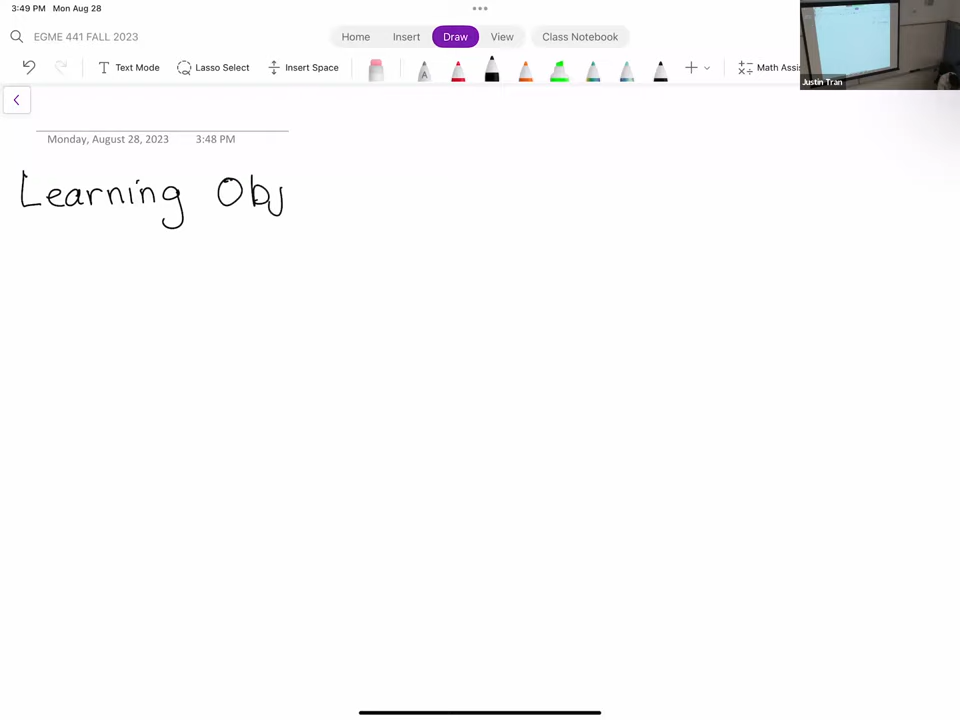 3:49 PM Mon Aug 28
EGME 441 FALL 2023
Home Insert Draw View Class Notebook
Text Mode Lasso Select Insert Space A Math Assis
Justin Tran
Monday, August 28, 2023 3:48 PM
Learning Obj